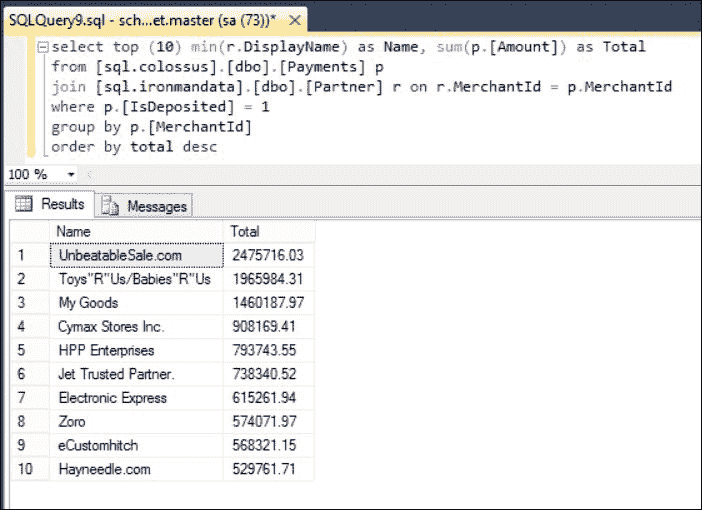 SQLQuery9.sql - sch...et.master (sa (73))*
select top (10) min(r.DisplayName) as Name, sum(p.[Amount]) as Total
from [sql.colossus].[dbo].[Payments] p
join [sql.ironmandata].[dbo].[Partner] r on r.MerchantId = p.MerchantId
where p.[IsDeposited] = 1
group by p.[MerchantId]
order by total desc
100 %
Results Messages
Name Total
1 UnbeatableSale.com 2475716.03
2 Toys"R"Us/Babies"R"Us 1965984.31
3 My Goods 1460187.97
4 Cymax Stores Inc. 908169.41
5 HPP Enterprises 793743.55
6 Jet Trusted Partner. 738340.52
7 Electronic Express 615261.94
8 Zoro 574071.97
9 eCustomhitch 568321.15
10 Hayneedle.com 529761.71